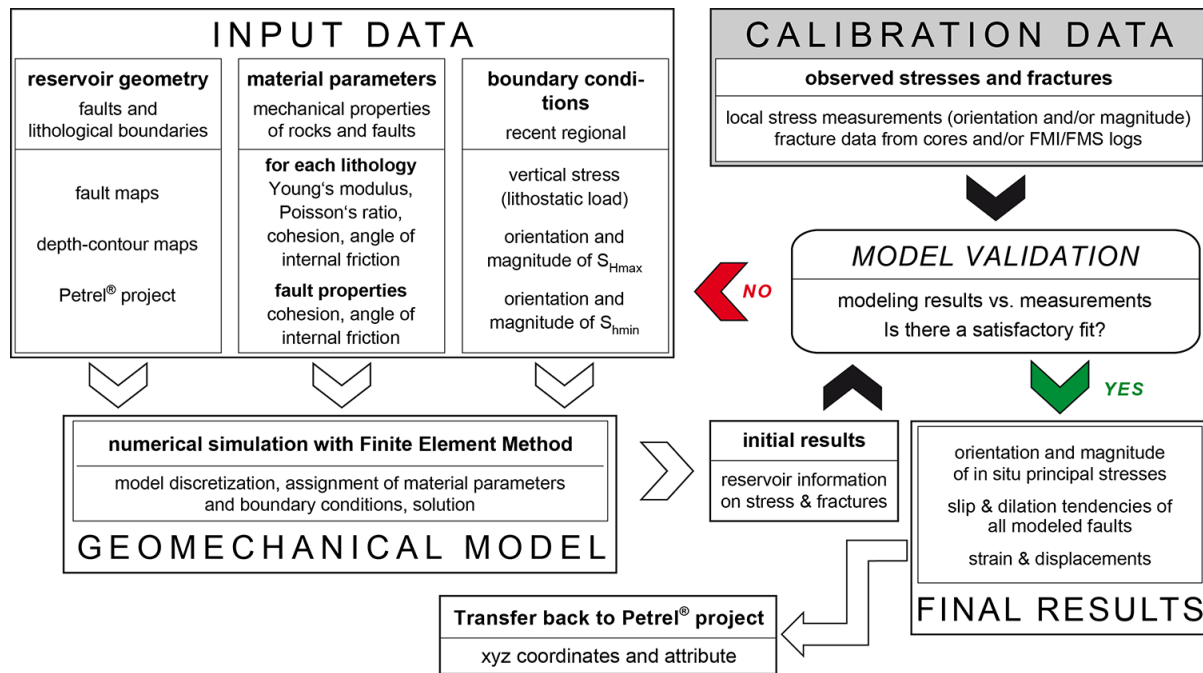 INPUT DATA
reservoir geometry
faults and
lithological boundaries
fault maps
depth-contour maps
Petrel® project
material parameters
mechanical properties
of rocks and faults
for each lithology
Young‘s modulus,
Poisson‘s ratio,
cohesion, angle of
internal friction
fault properties
cohesion, angle of
internal friction
boundary condi-
tions
recent regional
vertical stress
(lithostatic load)
orientation and
magnitude of SHmax
orientation and
magnitude of Shmin
CALIBRATION DATA
observed stresses and fractures
local stress measurements (orientation and/or magnitude)
fracture data from cores and/or FMI/FMS logs
MODEL VALIDATION
modeling results vs. measurements
Is there a satisfactory fit?
NO
YES
numerical simulation with Finite Element Method
model discretization, assignment of material parameters
and boundary conditions, solution
GEOMECHANICAL MODEL
initial results
reservoir information
on stress & fractures
orientation and magnitude
of in situ principal stresses
slip & dilation tendencies of
all modeled faults
strain & displacements
FINAL RESULTS
Transfer back to Petrel® project
xyz coordinates and attribute